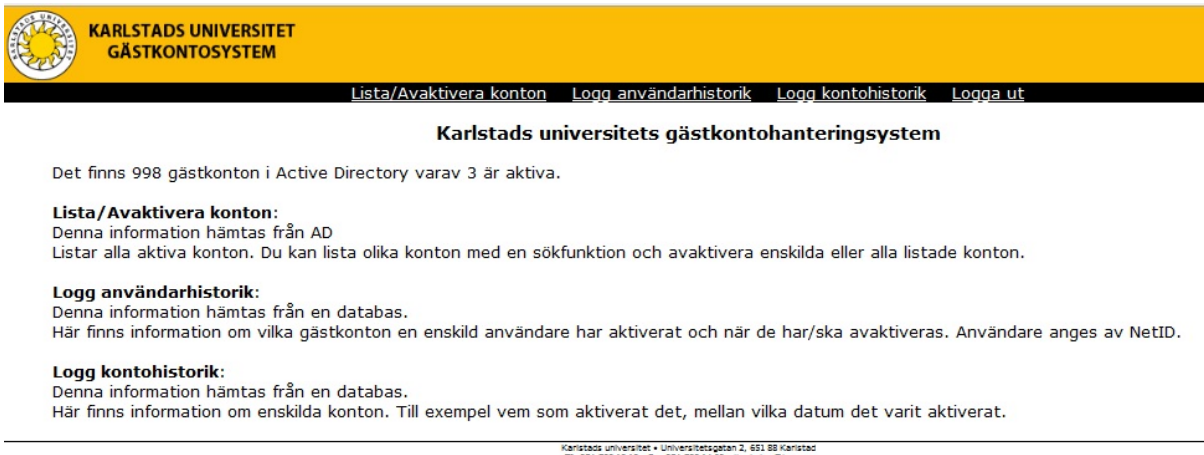 KARLSTADS UNIVERSITET
GÄSTKONTOSYSTEM
Lista/Avaktivera konton Logg användarhistorik Logg kontohistorik Logga ut
Karlstads universitets gästkontohanteringsystem
Det finns 998 gästkonton i Active Directory varav 3 är aktiva.
Lista/Avaktivera konton:
Denna information hämtas från AD
Listar alla aktiva konton. Du kan lista olika konton med en sökfunktion och avaktivera enskilda eller alla listade konton.
Logg användarhistorik:
Denna information hämtas från en databas.
Här finns information om vilka gästkonton en enskild användare har aktiverat och när de har/ska avaktiveras. Användare anges av NetID.
Logg kontohistorik:
Denna information hämtas från en databas.
Här finns information om enskilda konton. Till exempel vem som aktiverat det, mellan vilka datum det varit aktiverat.
Karlstads universitet • Universitetsgatan 2, 651 88 Karlstad